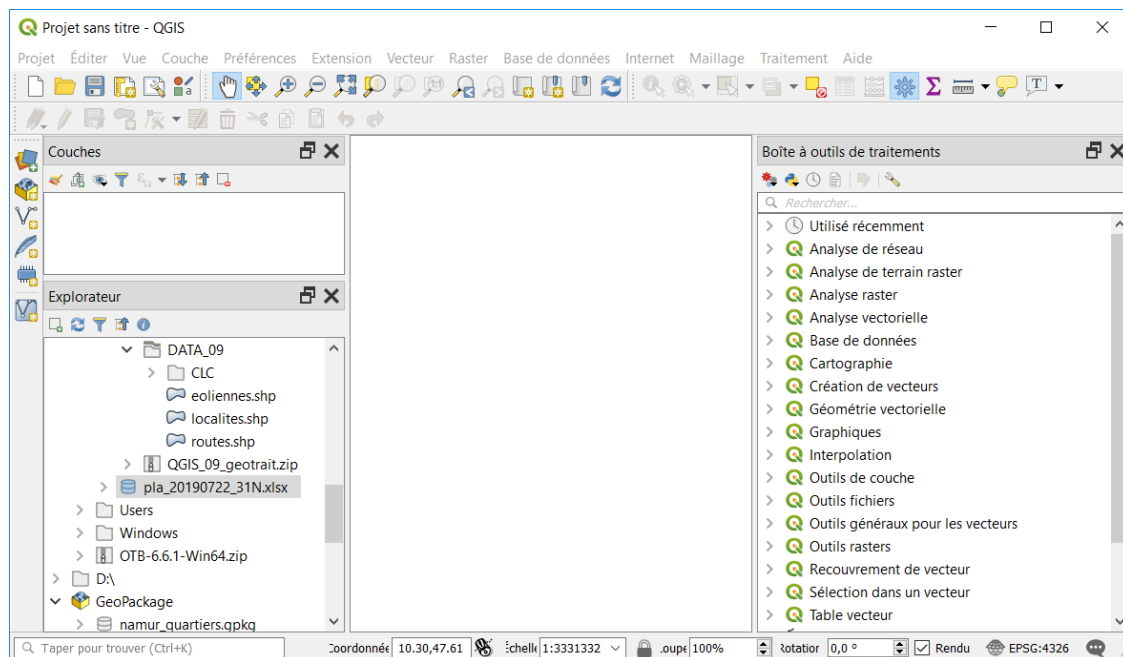 Projet sans titre - QGIS
Projet Éditer Vue Couche Préférences Extension Vecteur Raster Base de données Internet Maillage Traitement Aide
Couches
Explorateur
DATA_09
CLC
eoliennes.shp
localites.shp
routes.shp
QGIS_09_geotrait.zip
pla_20190722_31N.xlsx
Users
Windows
OTB-6.6.1-Win64.zip
D:\
GeoPackage
namur_quartiers.gpkg
Boîte à outils de traitements
Rechercher...
Utilisé récemment
Analyse de réseau
Analyse de terrain raster
Analyse raster
Analyse vectorielle
Base de données
Cartographie
Création de vecteurs
Géométrie vectorielle
Graphiques
Interpolation
Outils de couche
Outils fichiers
Outils généraux pour les vecteurs
Outils rasters
Recouvrement de vecteur
Sélection dans un vecteur
Table vecteur
Taper pour trouver (Ctrl+K) Coordonnée 10.30,47.61 Échelle 1:3331332 Loupe 100% Rotation 0,0 ° Rendu EPSG:4326